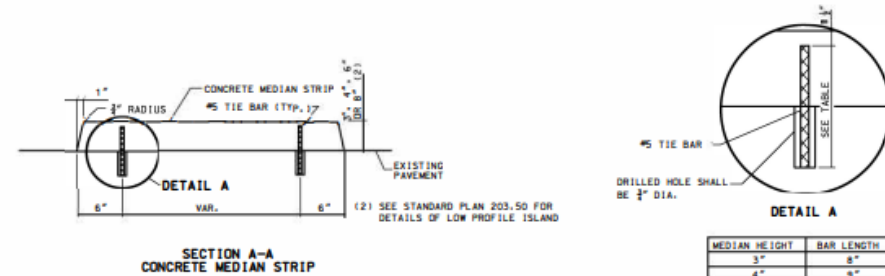 1"
3/4" RADIUS
CONCRETE MEDIAN STRIP
#5 TIE BAR (TYP.)
3", 4", 6"
OR 8" (2)
EXISTING
PAVEMENT
DETAIL A
6"
VAR.
6"
(2) SEE STANDARD PLAN 203.50 FOR
DETAILS OF LOW PROFILE ISLAND
SECTION A-A
CONCRETE MEDIAN STRIP
SEE TABLE
#5 TIE BAR
DRILLED HOLE SHALL
BE 3/4" DIA.
DETAIL A
MEDIAN HEIGHT BAR LENGTH
3" 8"
4" 9"